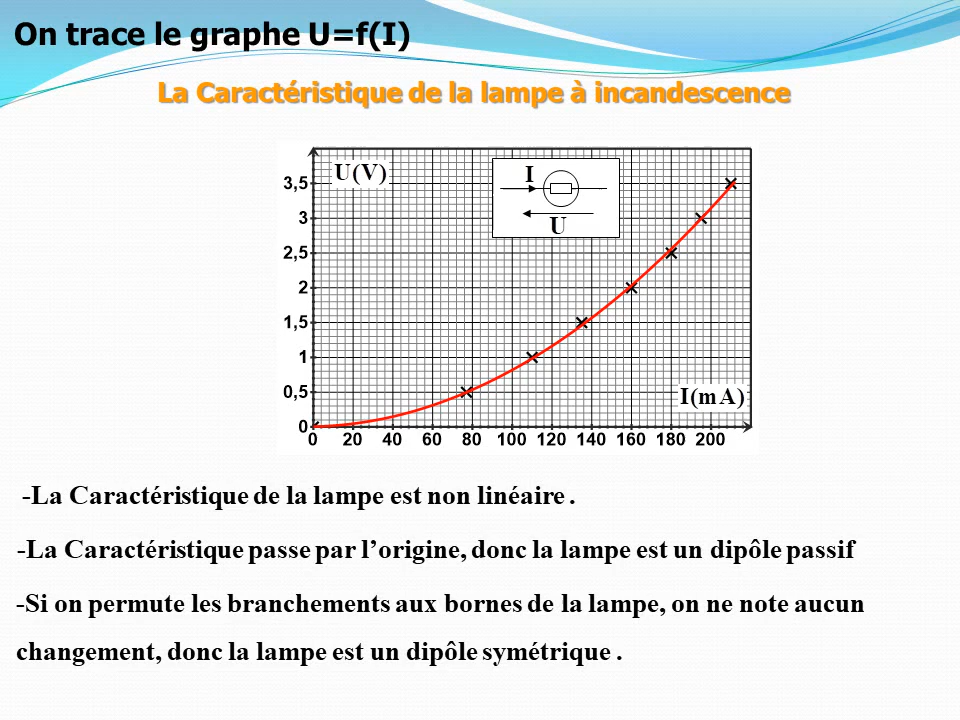 On trace le graphe U=f(I)
La Caractéristique de la lampe à incandescence
U(V)
I
U
3,5
3
2,5
2
1,5
1
0,5
0
I(mA)
0 20 40 60 80 100 120 140 160 180 200
-La Caractéristique de la lampe est non linéaire .
-La Caractéristique passe par l’origine, donc la lampe est un dipôle passif
-Si on permute les branchements aux bornes de la lampe, on ne note aucun
changement, donc la lampe est un dipôle symétrique .